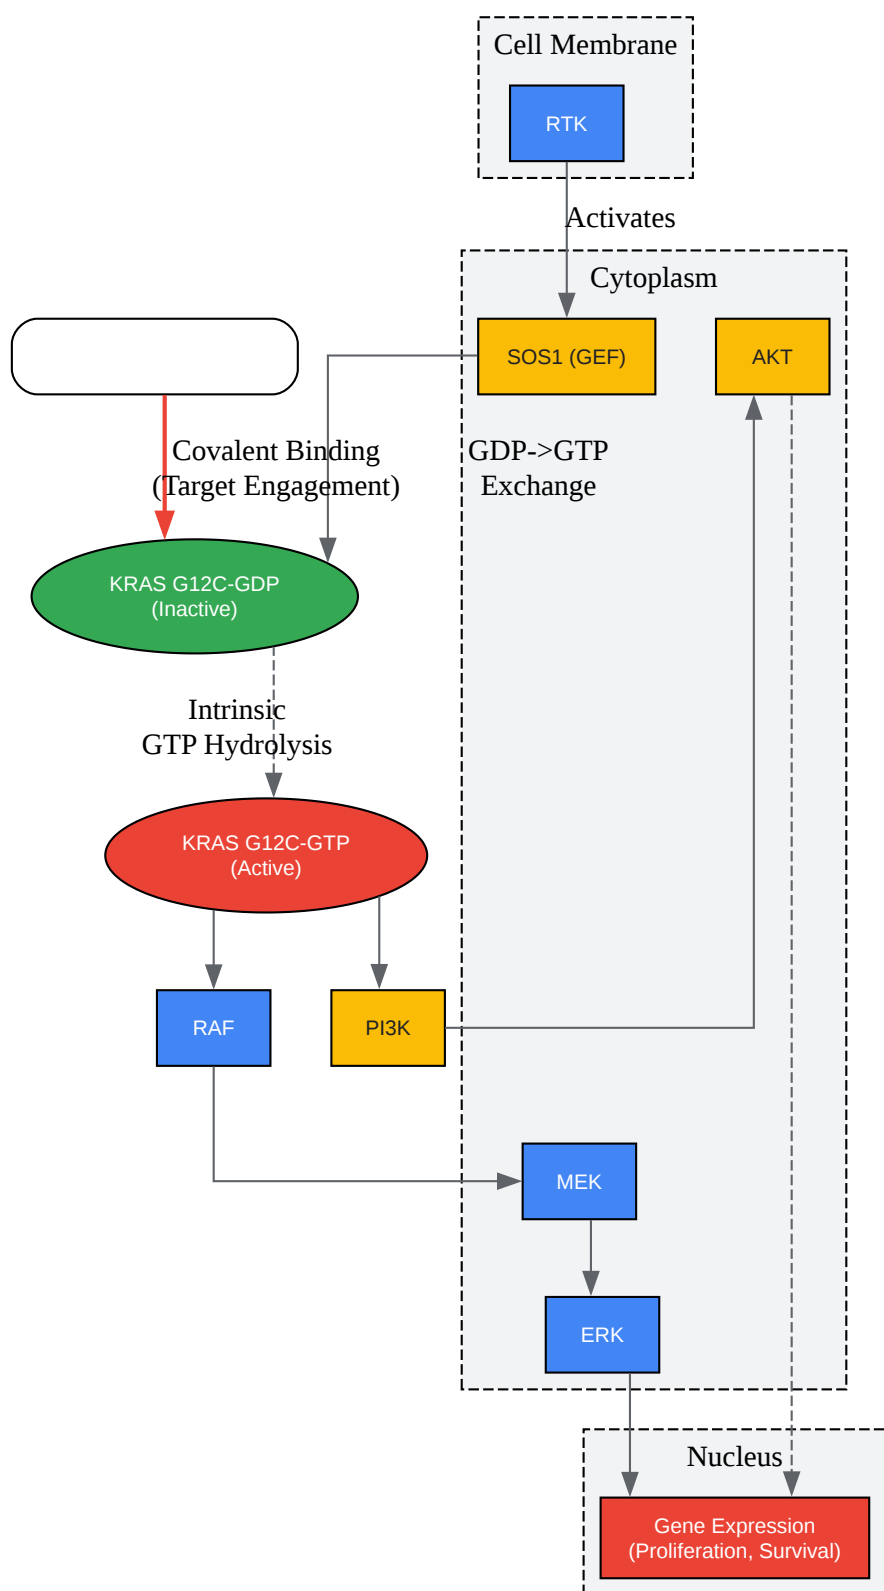 Cell Membrane
RTK
Activates
Cytoplasm
SOS1 (GEF)
AKT
Covalent Binding
(Target Engagement)
GDP->GTP
Exchange
KRAS G12C-GDP
(Inactive)
Intrinsic
GTP Hydrolysis
KRAS G12C-GTP
(Active)
RAF
PI3K
MEK
ERK
Nucleus
Gene Expression
(Proliferation, Survival)